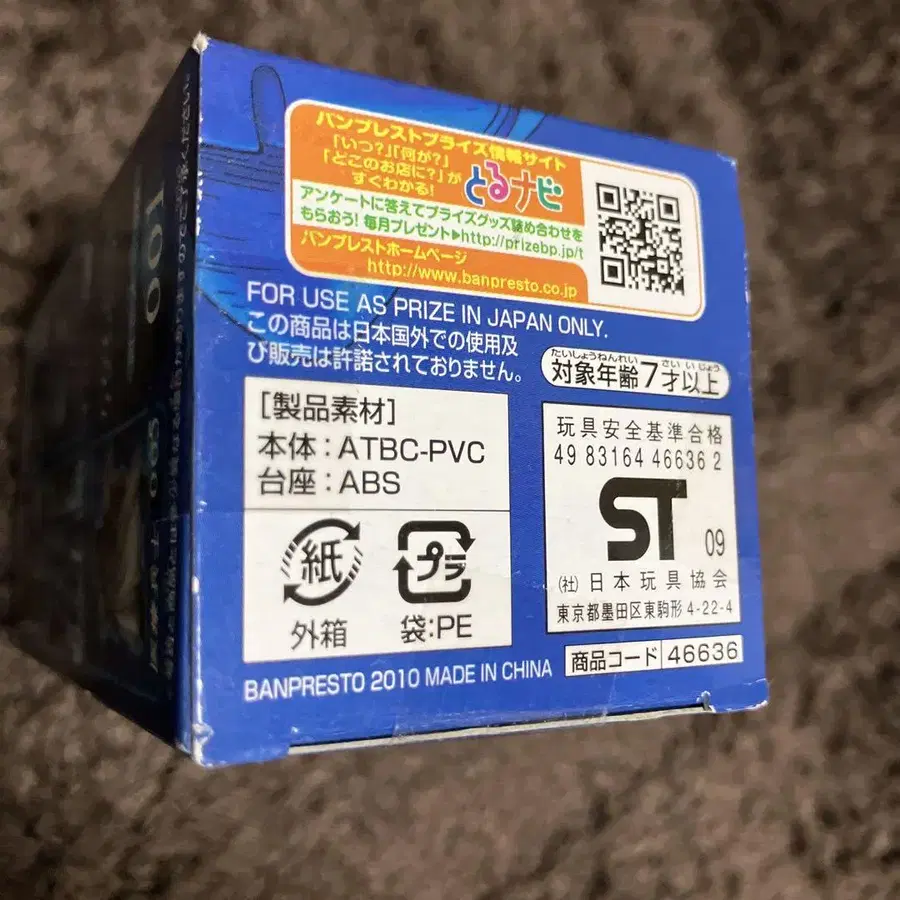 バンプレストプライズ情報サイト
「いつ?」「何が?」
「どこのお店に?」が
すぐわかる!
とるナビ
アンケートに答えてプライズグッズ詰め合わせを
もらおう! 毎月プレゼント▶http://prizebp.jp/t
バンプレストホームページ
http://www.banpresto.co.jp
FOR USE AS PRIZE IN JAPAN ONLY.
この商品は日本国外での使用及
び販売は許諾されておりません。
たいしょうねんれい さい いじょう
対象年齢7才以上
[製品素材]
本体:ATBC-PVC
台座:ABS
紙
外箱
プラ
袋:PE
玩具安全基準合格
49 83164 46636 2
ST 09
(社) 日本玩具協会
東京都墨田区東駒形 4-22-4
商品コード 46636
BANPRESTO 2010 MADE IN CHINA